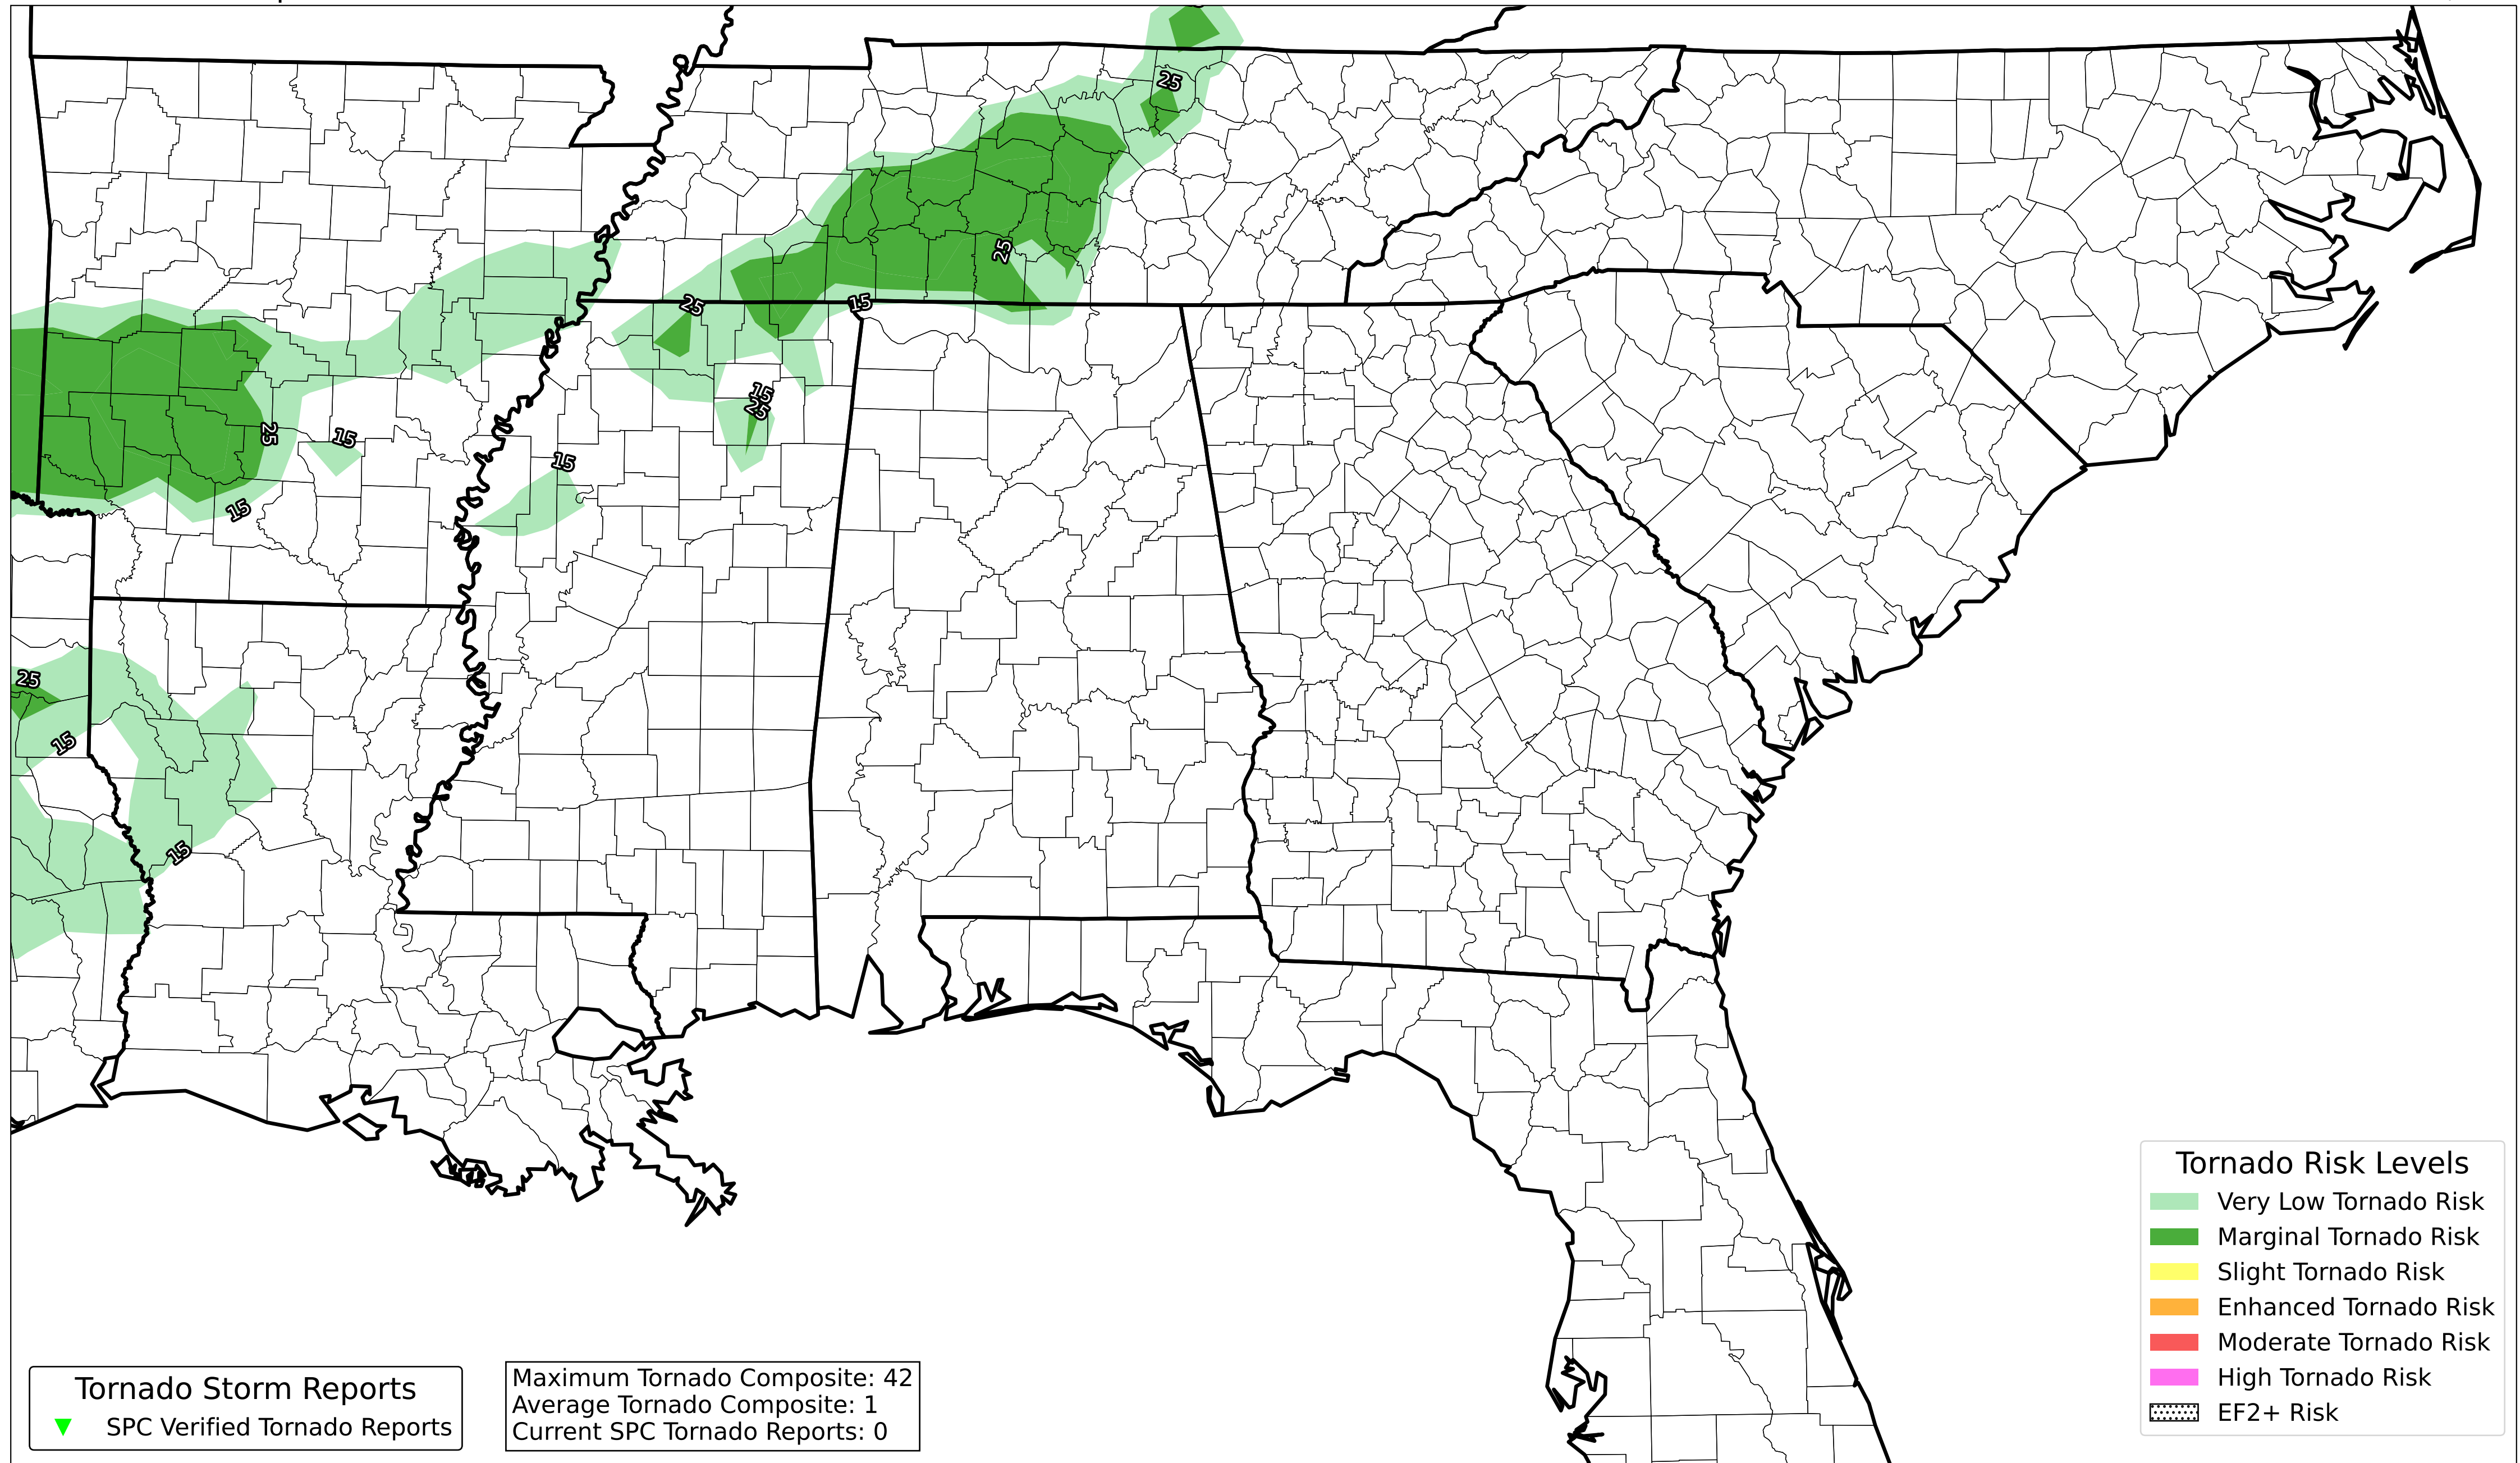 25
25
25
15
15
25
25
15
15
15
25
15
15
Tornado Risk Levels
Very Low Tornado Risk
Marginal Tornado Risk
Slight Tornado Risk
Enhanced Tornado Risk
Moderate Tornado Risk
High Tornado Risk
EF2+ Risk
Tornado Storm Reports
SPC Verified Tornado Reports
Maximum Tornado Composite: 42
Average Tornado Composite: 1
Current SPC Tornado Reports: 0